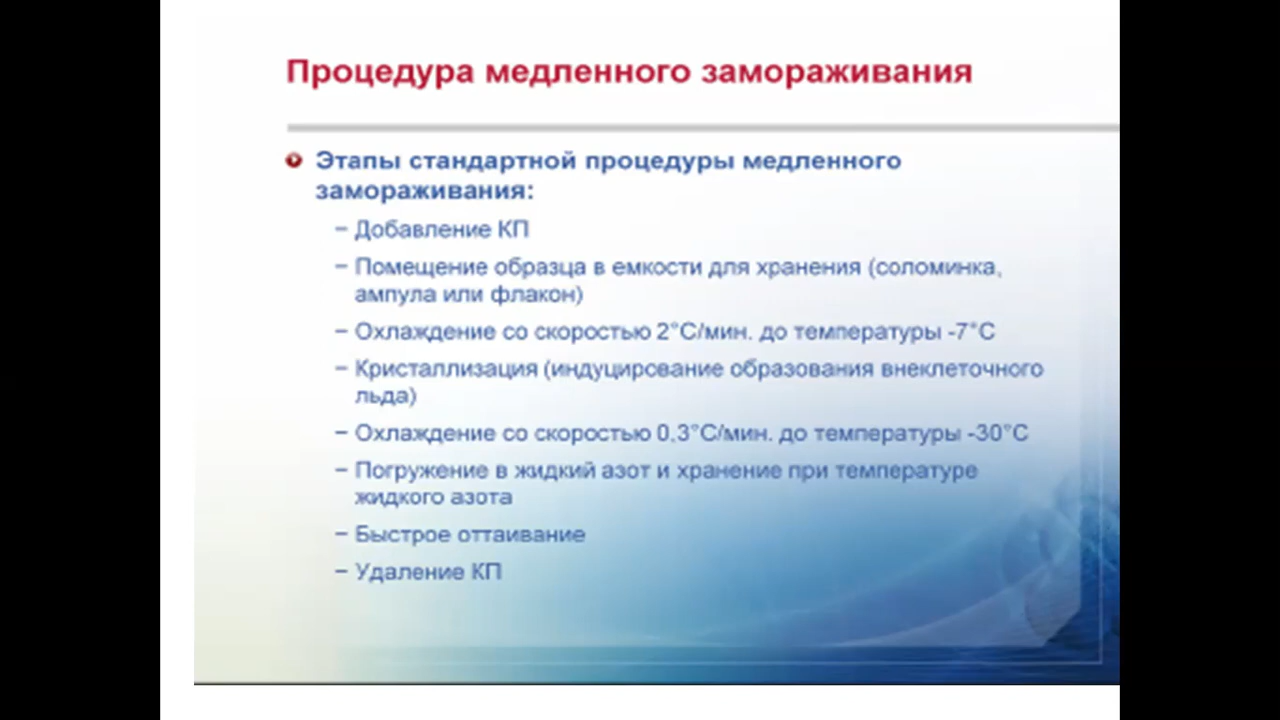 Процедура медленного замораживания
Этапы стандартной процедуры медленного
замораживания:
– Добавление КП
– Помещение образца в емкости для хранения (соломинка,
ампула или флакон)
– Охлаждение со скоростью 2°С/мин. до температуры -7°С
– Кристаллизация (индуцирование образования внеклеточного
льда)
– Охлаждение со скоростью 0,3°С/мин. до температуры -30°С
– Погружение в жидкий азот и хранение при температуре
жидкого азота
– Быстрое оттаивание
– Удаление КП